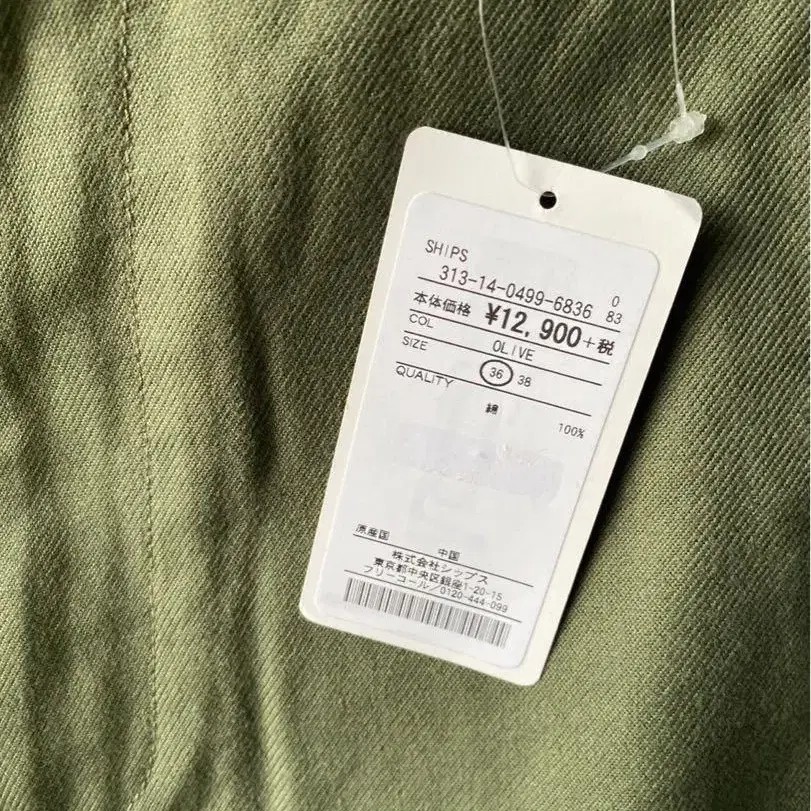 SHIPS
313-14-0499-6836 0
83
本体価格 ¥12,900+税
COL OLIVE
SIZE 36 38
QUALITY
綿 100%
原産国 中国
株式会社シップス
東京都中央区銀座1-20-15
フリーコール/0120-444-099